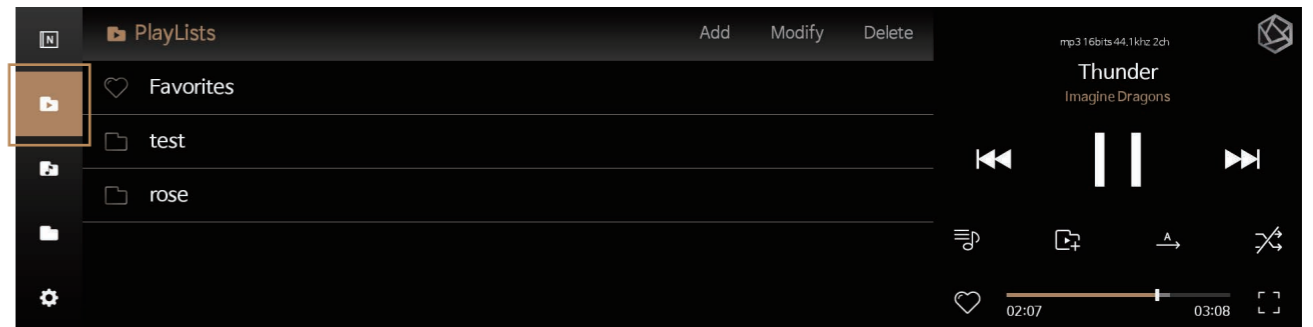 N
PlayLists Add Modify Delete
Favorites
test
rose
mp3 16bits 44.1khz 2ch
Thunder
Imagine Dragons
A
02:07 03:08